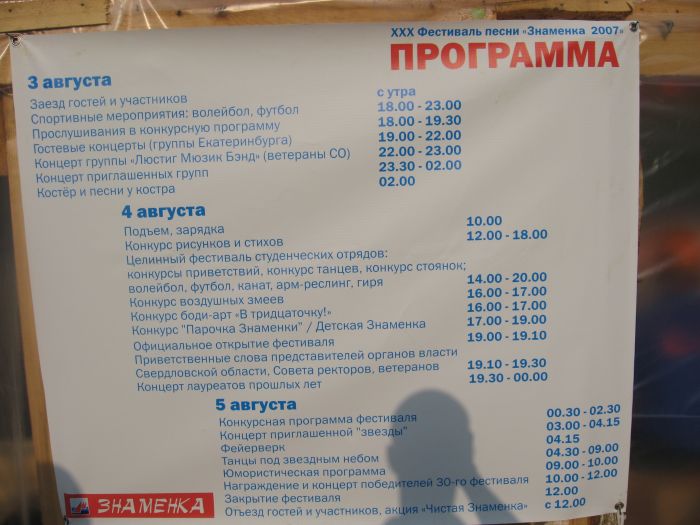 XXX Фестиваль песни «Знаменка 2007»
ПРОГРАММА
3 августа
Заезд гостей и участников с утра
Спортивные мероприятия: волейбол, футбол 18.00 - 23.00
Прослушивания в конкурсную программу 18.00 - 19.30
Гостевые концерты (группы Екатеринбурга) 19.00 - 22.00
Концерт группы «Люстиг Мюзик Бэнд» (ветераны СО) 22.00 - 23.00
Концерт приглашенных групп 23.30 - 02.00
Костёр и песни у костра 02.00
4 августа
Подъем, зарядка 10.00
Конкурс рисунков и стихов 12.00 - 18.00
Целинный фестиваль студенческих отрядов:
конкурсы приветствий, конкурс танцев, конкурс стоянок;
волейбол, футбол, канат, арм-реслинг, гиря 14.00 - 20.00
Конкурс воздушных змеев 16.00 - 17.00
Конкурс боди-арт «В тридцаточку!» 16.00 - 17.00
Конкурс "Парочка Знаменки" / Детская Знаменка 17.00 - 19.00
Официальное открытие фестиваля 19.00 - 19.10
Приветственные слова представителей органов власти
Свердловской области, Совета ректоров, ветеранов 19.10 - 19.30
Концерт лауреатов прошлых лет 19.30 - 00.00
5 августа
Конкурсная программа фестиваля 00.30 - 02.30
Концерт приглашенной "звезды" 03.00 - 04.15
Фейерверк 04.15
Танцы под звездным небом 04.30 - 09.00
Юмористическая программа 09.00 - 10.00
Награждение и концерт победителей 30-го фестиваля 10.00 - 12.00
Закрытие фестиваля 12.00
Отъезд гостей и участников, акция «Чистая Знаменка» с 12.00
ЗНАМЕНКА